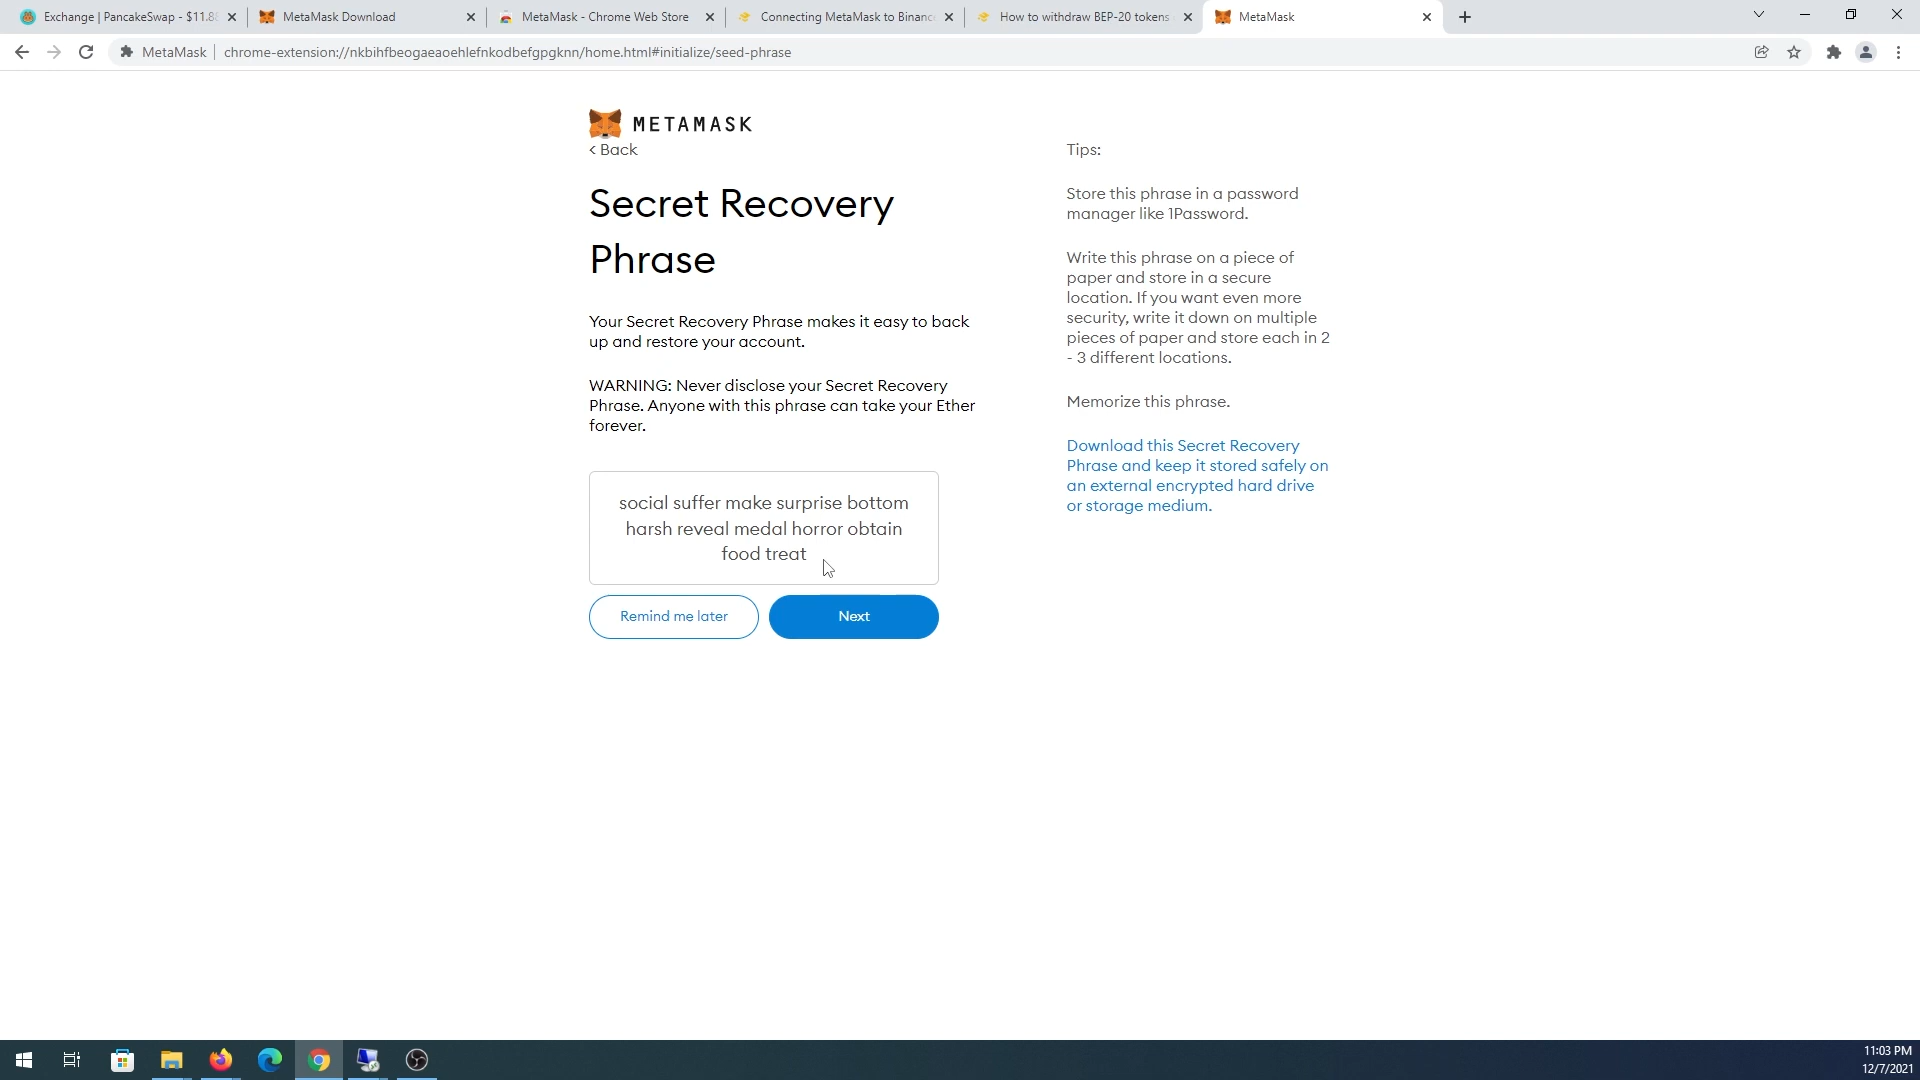 Exchange | PancakeSwap - $11.8
MetaMask Download
MetaMask - Chrome Web Store
Connecting MetaMask to Binanc
How to withdraw BEP-20 tokens
MetaMask
MetaMask
chrome-extension://nkbihfbeogaeaoehlefnkodbefgpgknn/home.html#initialize/seed-phrase
METAMASK
< Back
Secret Recovery
Phrase
Your Secret Recovery Phrase makes it easy to back
up and restore your account.
WARNING: Never disclose your Secret Recovery
Phrase. Anyone with this phrase can take your Ether
forever.
social suffer make surprise bottom
harsh reveal medal horror obtain
food treat
Remind me later
Next
Tips:
Store this phrase in a password
manager like 1Password.
Write this phrase on a piece of
paper and store in a secure
location. If you want even more
security, write it down on multiple
pieces of paper and store each in 2
- 3 different locations.
Memorize this phrase.
Download this Secret Recovery
Phrase and keep it stored safely on
an external encrypted hard drive
or storage medium.
11:03 PM
12/7/2021